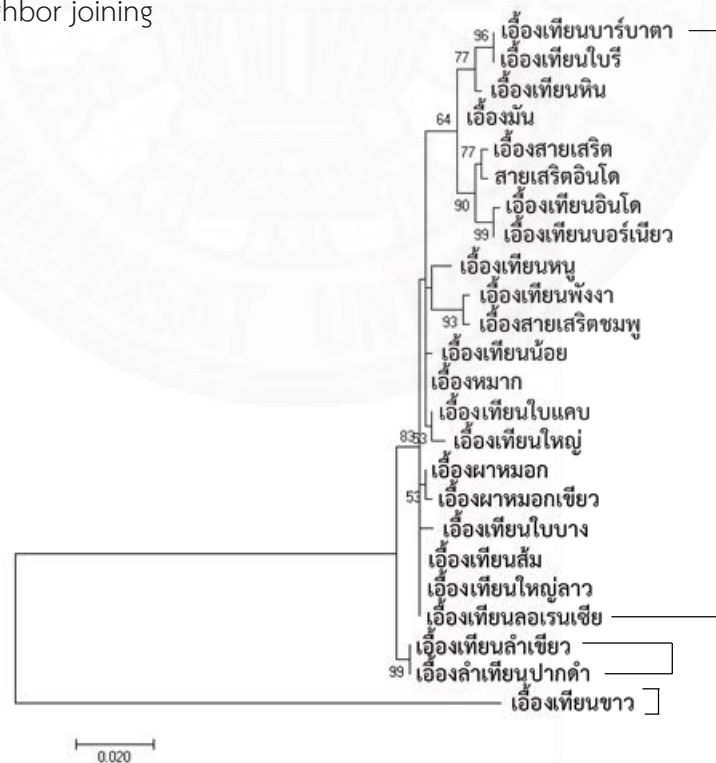 ghbor joining
96 เอื้องเทียนบาร์บาตา
เอื้องเทียนใบรี
77
เอื้องเทียนหิน
64 เอื้องมัน
77 เอื้องสายเสริต
สายเสริตอินโด
90 เอื้องเทียนอินโด
99 เอื้องเทียนบอร์เนียว
เอื้องเทียนหนู
เอื้องเทียนพังงา
93 เอื้องสายเสริตชมพู
เอื้องเทียนน้อย
เอื้องหมาก
เอื้องเทียนใบแคบ
83 53 เอื้องเทียนใหญ่
เอื้องผาหมอก
53 เอื้องผาหมอกเขียว
เอื้องเทียนใบบาง
เอื้องเทียนส้ม
เอื้องเทียนใหญ่ลาว
เอื้องเทียนลอเรนเซีย
เอื้องเทียนลำเขียว
99 เอื้องลำเทียนปากดำ
เอื้องเทียนขาว
0.020